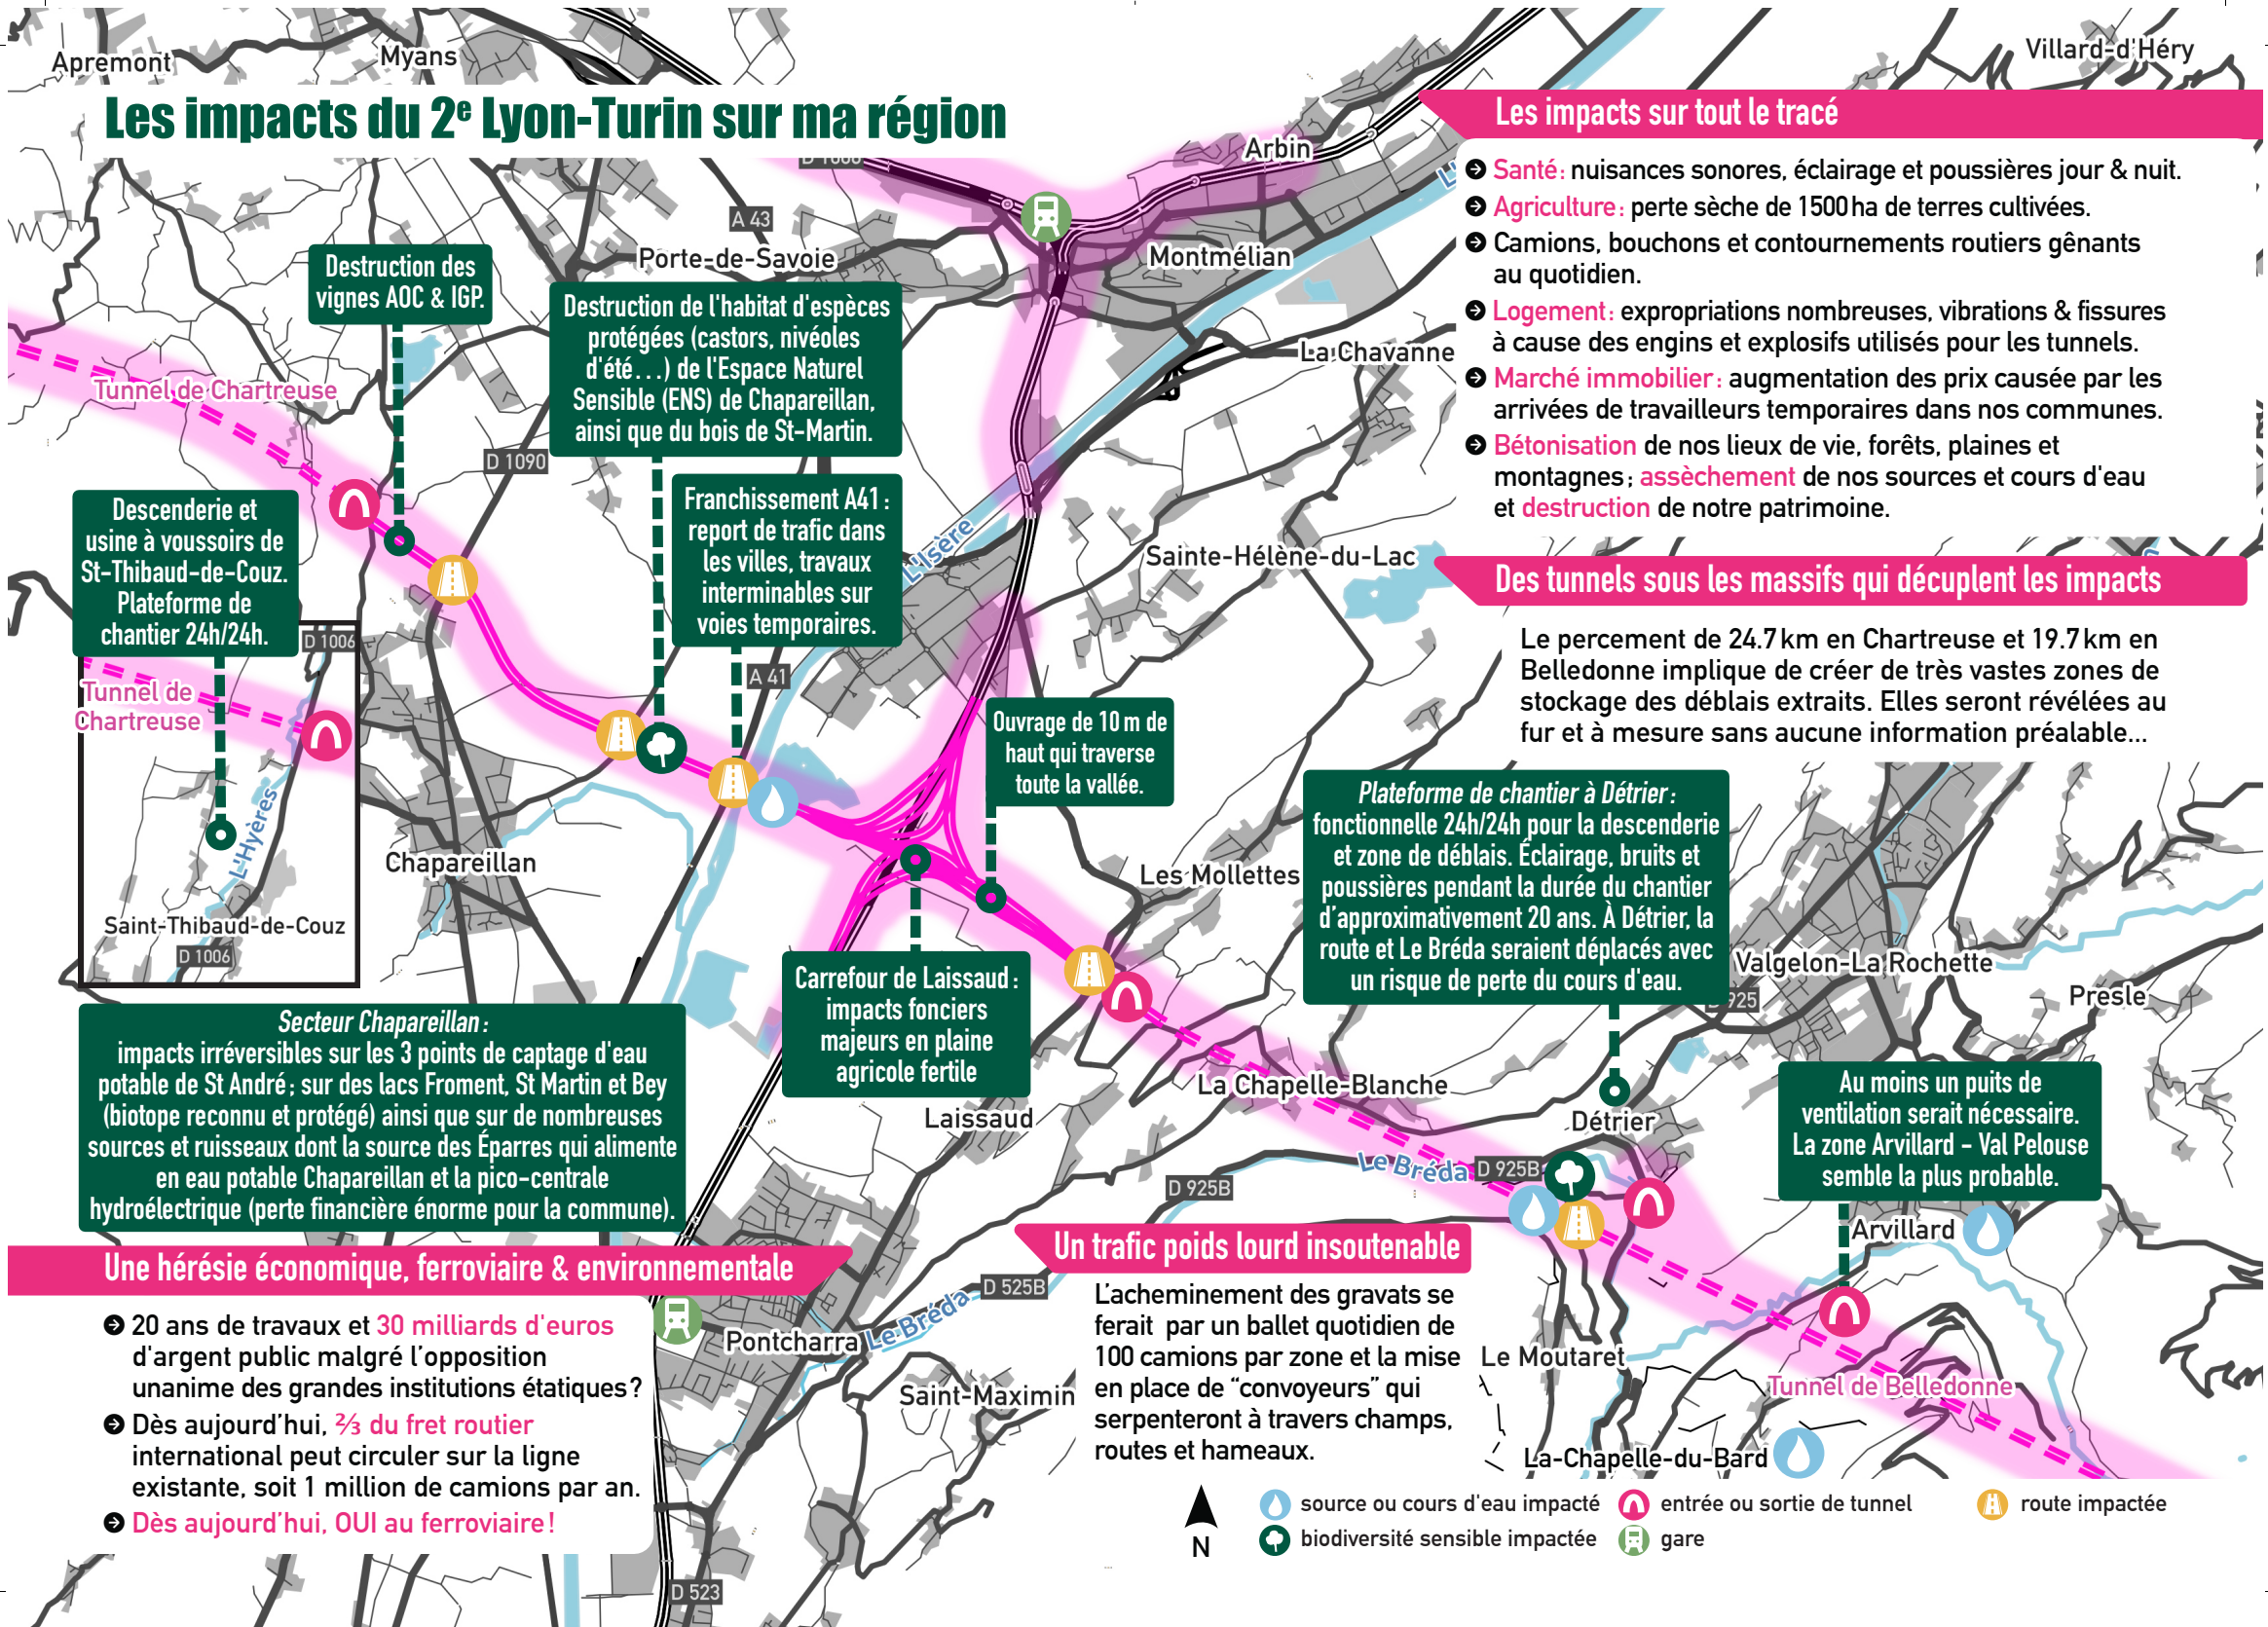 Apremont
Myans
Villard-d'Héry
Les impacts du 2e Lyon-Turin sur ma région
Arbin
A 43
Porte-de-Savoie
Montmélian
La Chavanne
Les impacts sur tout le tracé
Santé : nuisances sonores, éclairage et poussières jour & nuit.
Agriculture : perte sèche de 1500 ha de terres cultivées.
Camions, bouchons et contournements routiers gênants
au quotidien.
Logement : expropriations nombreuses, vibrations & fissures
à cause des engins et explosifs utilisés pour les tunnels.
Marché immobilier : augmentation des prix causée par les
arrivées de travailleurs temporaires dans nos communes.
Bétonisation de nos lieux de vie, forêts, plaines et
montagnes ; assèchement de nos sources et cours d'eau
et destruction de notre patrimoine.
Destruction des
vignes AOC & IGP.
Destruction de l'habitat d'espèces
protégées (castors, nivéoles
d'été...) de l'Espace Naturel
Sensible (ENS) de Chapareillan,
ainsi que du bois de St-Martin.
Tunnel de Chartreuse
D 1090
Descenderie et
usine à voussoirs de
St-Thibaud-de-Couz.
Plateforme de
chantier 24h/24h.
Franchissement A41 :
report de trafic dans
les villes, travaux
interminables sur
voies temporaires.
L'Isère
Sainte-Hélène-du-Lac
Des tunnels sous les massifs qui décuplent les impacts
Le percement de 24.7 km en Chartreuse et 19.7 km en
Belledonne implique de créer de très vastes zones de
stockage des déblais extraits. Elles seront révélées au
fur et à mesure sans aucune information préalable...
D 1006
Tunnel de
Chartreuse
L'Hyères
Saint-Thibaud-de-Couz
D 1006
A 41
Ouvrage de 10 m de
haut qui traverse
toute la vallée.
Chapareillan
Les Mollettes
Plateforme de chantier à Détrier :
fonctionnelle 24h/24h pour la descenderie
et zone de déblais. Éclairage, bruits et
poussières pendant la durée du chantier
d’approximativement 20 ans. À Détrier, la
route et Le Bréda seraient déplacés avec
un risque de perte du cours d'eau.
Valgelon-La Rochette
Presle
Carrefour de Laissaud :
impacts fonciers
majeurs en plaine
agricole fertile
Laissaud
La Chapelle-Blanche
Détrier
Le Bréda
D 925B
D 925B
Secteur Chapareillan :
impacts irréversibles sur les 3 points de captage d'eau
potable de St André ; sur des lacs Froment, St Martin et Bey
(biotope reconnu et protégé) ainsi que sur de nombreuses
sources et ruisseaux dont la source des Éparres qui alimente
en eau potable Chapareillan et la pico-centrale
hydroélectrique (perte financière énorme pour la commune).
Au moins un puits de
ventilation serait nécessaire.
La zone Arvillard - Val Pelouse
semble la plus probable.
Arvillard
Une hérésie économique, ferroviaire & environnementale
20 ans de travaux et 30 milliards d'euros
d'argent public malgré l’opposition
unanime des grandes institutions étatiques ?
Dès aujourd’hui, ⅔ du fret routier
international peut circuler sur la ligne
existante, soit 1 million de camions par an.
Dès aujourd’hui, OUI au ferroviaire !
Pontcharra
Le Bréda
D 525B
Saint-Maximin
D 523
Un trafic poids lourd insoutenable
L’acheminement des gravats se
ferait par un ballet quotidien de
100 camions par zone et la mise
en place de “convoyeurs” qui
serpenteront à travers champs,
routes et hameaux.
Le Moutaret
Tunnel de Belledonne
La-Chapelle-du-Bard
N
source ou cours d'eau impacté
entrée ou sortie de tunnel
route impactée
biodiversité sensible impactée
gare